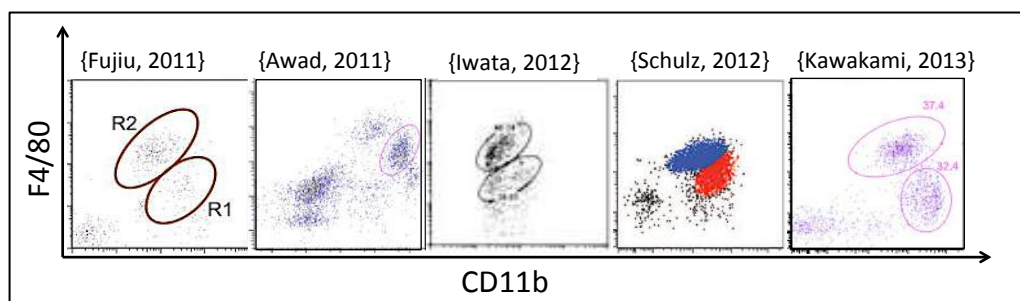 {Fujiu, 2011} {Awad, 2011} {Iwata, 2012} {Schulz, 2012} {Kawakami, 2013}
R2
R1
37.4
32.4
F4/80
CD11b